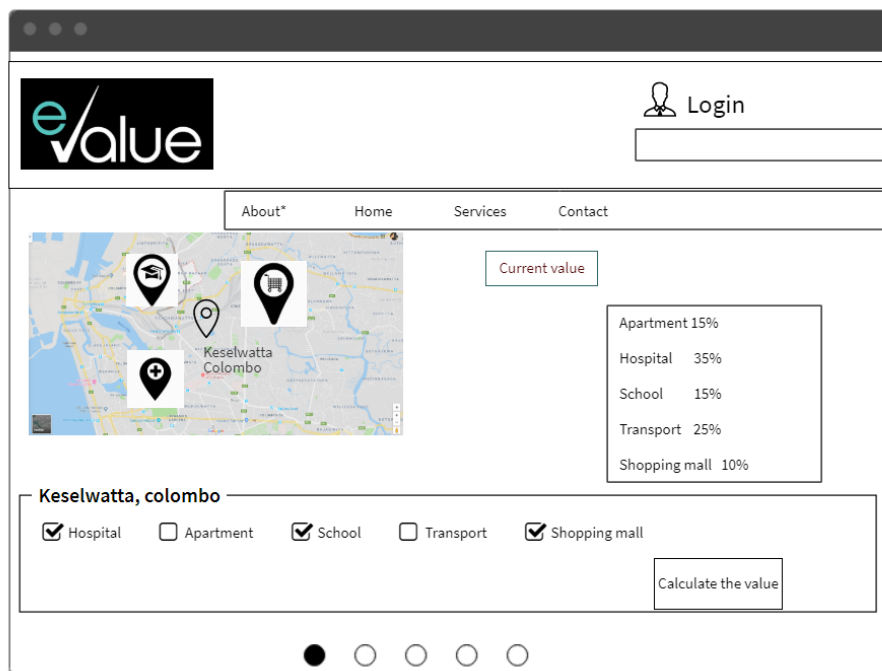 eValue
Login
About* Home Services Contact
Current value
Keselwatta
Colombo
Apartment 15%
Hospital 35%
School 15%
Transport 25%
Shopping mall 10%
Keselwatta, colombo
Hospital Apartment School Transport Shopping mall
Calculate the value